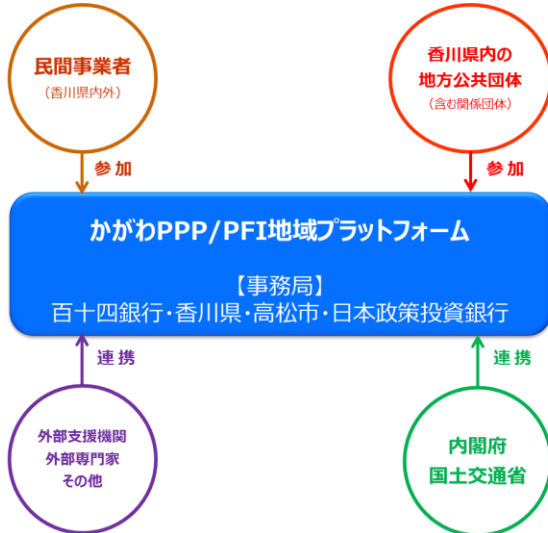 民間事業者
（香川県内外）
香川県内の
地方公共団体
（含む関係団体）
参加
参加
かがわPPP/PFI地域プラットフォーム
【事務局】
百十四銀行・香川県・高松市・日本政策投資銀行
連携
連携
外部支援機関
外部専門家
その他
内閣府
国土交通省